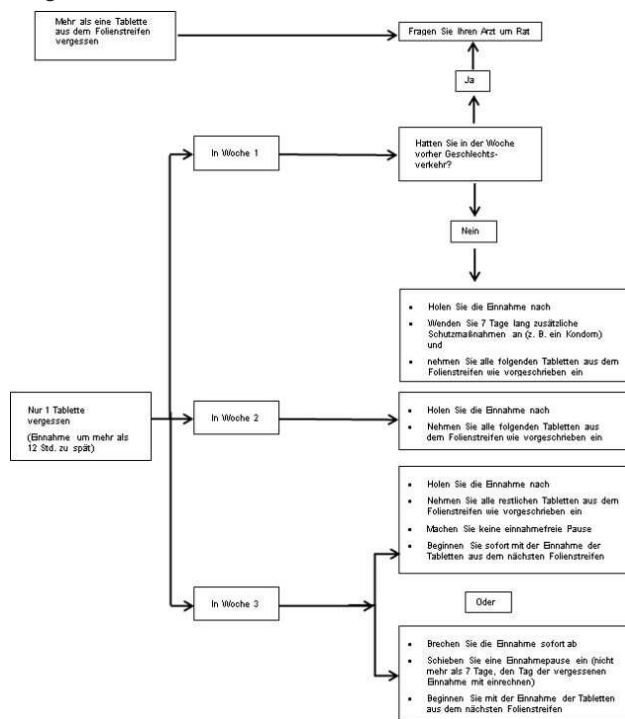 Mehr als eine Tablette
aus dem Folienstreifen
vergessen
Fragen Sie Ihren Arzt um Rat
Ja
In Woche 1
Hatten Sie in der Woche
vorher Geschlechts-
verkehr?
Nein
▪ Holen Sie die Einnahme nach
▪ Wenden Sie 7 Tage lang zusätzliche
Schutzmaßnahmen an (z. B. ein Kondom)
und
▪ nehmen Sie alle folgenden Tabletten aus dem
Folienstreifen wie vorgeschrieben ein
Nur 1 Tablette
vergessen
(Einnahme um mehr als
12 Std. zu spät)
In Woche 2
▪ Holen Sie die Einnahme nach
▪ Nehmen Sie alle folgenden Tabletten aus
dem Folienstreifen wie vorgeschrieben ein
▪ Holen Sie die Einnahme nach
▪ Nehmen Sie alle restlichen Tabletten aus dem
Folienstreifen wie vorgeschrieben ein
▪ Machen Sie keine einnahmefreie Pause
▪ Beginnen Sie sofort mit der Einnahme der
Tabletten aus dem nächsten Folienstreifen
In Woche 3
Oder
▪ Brechen Sie die Einnahme sofort ab
▪ Schieben Sie eine Einnahmepause ein (nicht
mehr als 7 Tage, den Tag der vergessenen
Einnahme mit einrechnen)
▪ Beginnen Sie mit der Einnahme der Tabletten
aus dem nächsten Folienstreifen